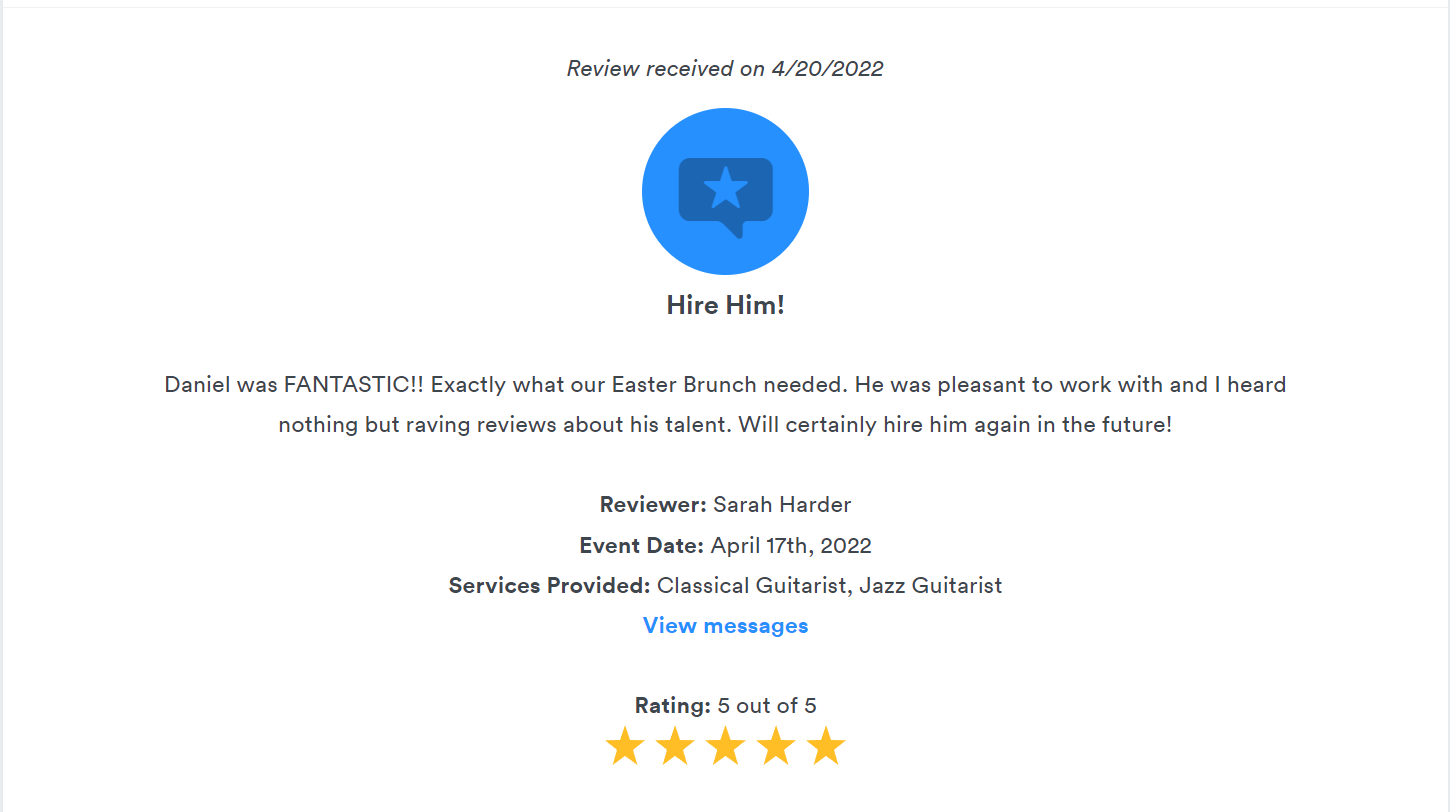 Review received on 4/20/2022
Hire Him!
Daniel was FANTASTIC!! Exactly what our Easter Brunch needed. He was pleasant to work with and I heard
nothing but raving reviews about his talent. Will certainly hire him again in the future!
Reviewer: Sarah Harder
Event Date: April 17th, 2022
Services Provided: Classical Guitarist, Jazz Guitarist
View messages
Rating: 5 out of 5